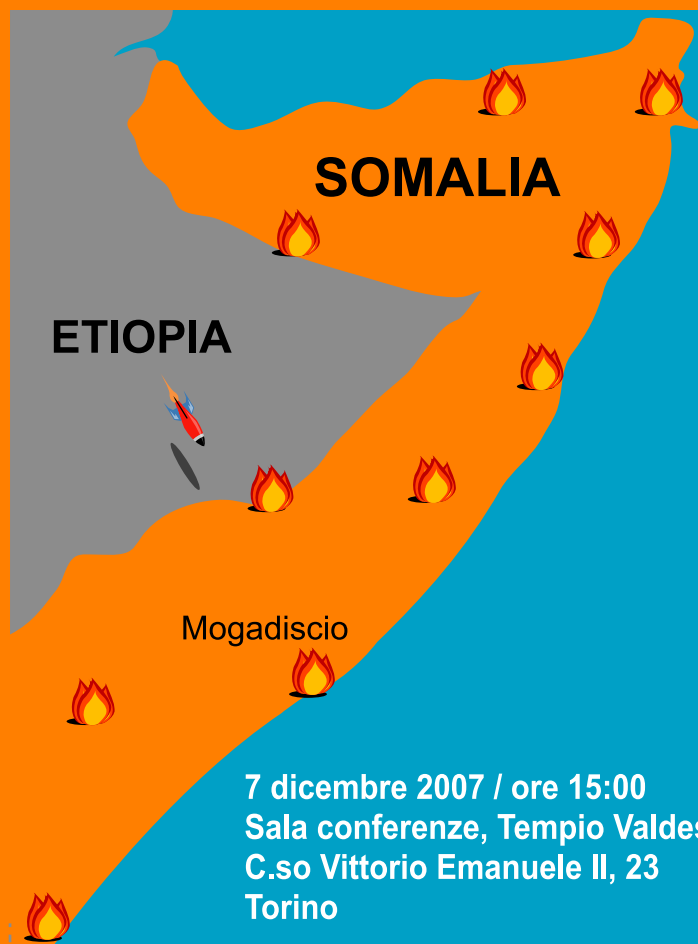 SOMALIA
ETIOPIA
Mogadiscio
7 dicembre 2007 / ore 15:00
Sala conferenze, Tempio Valdes
C.so Vittorio Emanuele II, 23
Torino